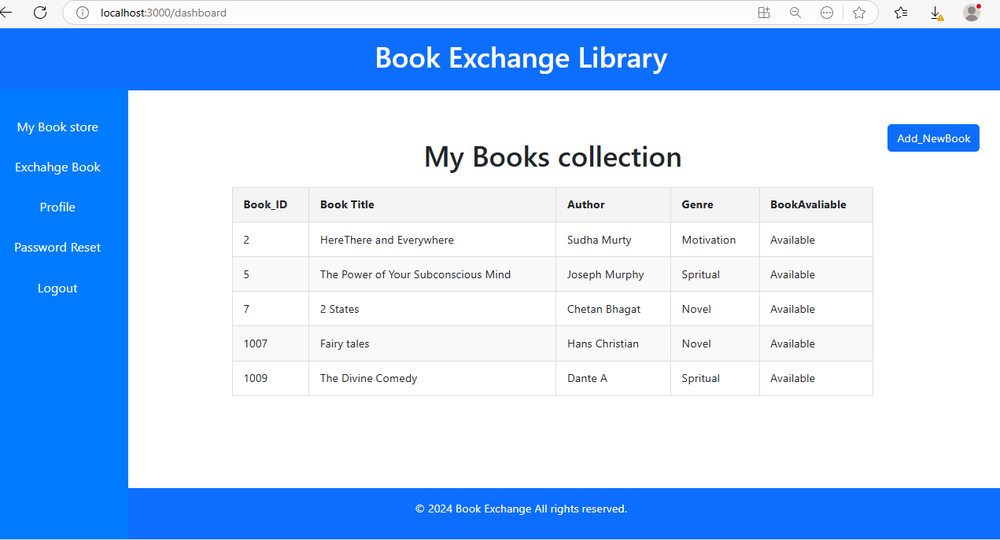 localhost:3000/dashboard
Book Exchange Library
My Book store
Exchahge Book
Profile
Password Reset
Logout
Add_NewBook
My Books collection
Book_ID Book Title Author Genre BookAvaliable
2 HereThere and Everywhere Sudha Murty Motivation Available
5 The Power of Your Subconscious Mind Joseph Murphy Spritual Available
7 2 States Chetan Bhagat Novel Available
1007 Fairy tales Hans Christian Novel Available
1009 The Divine Comedy Dante A Spritual Available
© 2024 Book Exchange All rights reserved.